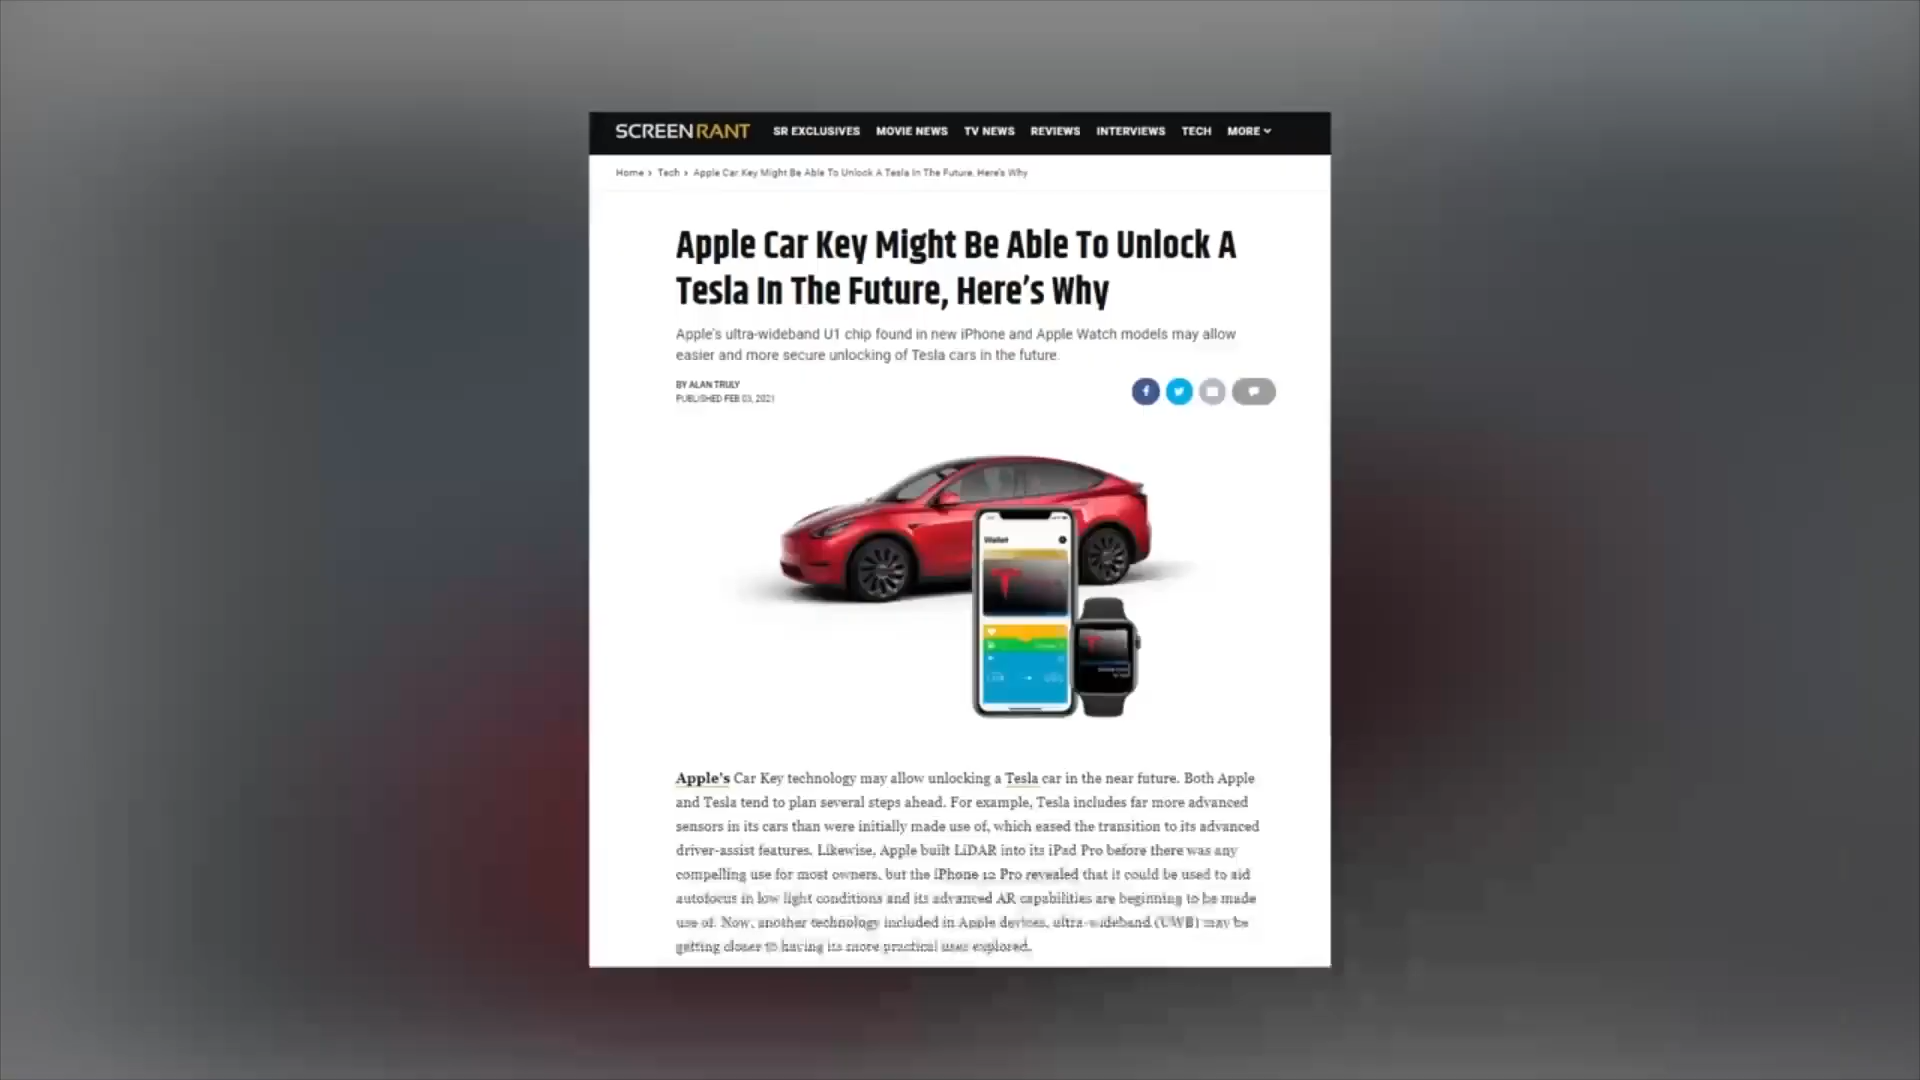 SCREENRANT SR EXCLUSIVES MOVIE NEWS TV NEWS REVIEWS INTERVIEWS TECH MORE
Home › Tech › Apple Car Key Might Be Able To Unlock A Tesla In The Future, Here's Why
Apple Car Key Might Be Able To Unlock A
Tesla In The Future, Here's Why
Apple's ultra-wideband U1 chip found in new iPhone and Apple Watch models may allow
easier and more secure unlocking of Tesla cars in the future.
BY ALAN TRULY
PUBLISHED FEB 03, 2021
Wallet
Apple's Car Key technology may allow unlocking a Tesla car in the near future. Both Apple
and Tesla tend to plan several steps ahead. For example, Tesla includes far more advanced
sensors in its cars than were initially made use of, which eased the transition to its advanced
driver-assist features. Likewise, Apple built LiDAR into its iPad Pro before there was any
compelling use for most owners, but the iPhone 12 Pro revealed that it could be used to aid
autofocus in low light conditions and its advanced AR capabilities are beginning to be made
use of. Now, another technology included in Apple devices, ultra-wideband (UWB) may be
getting closer to having its more practical uses explored.